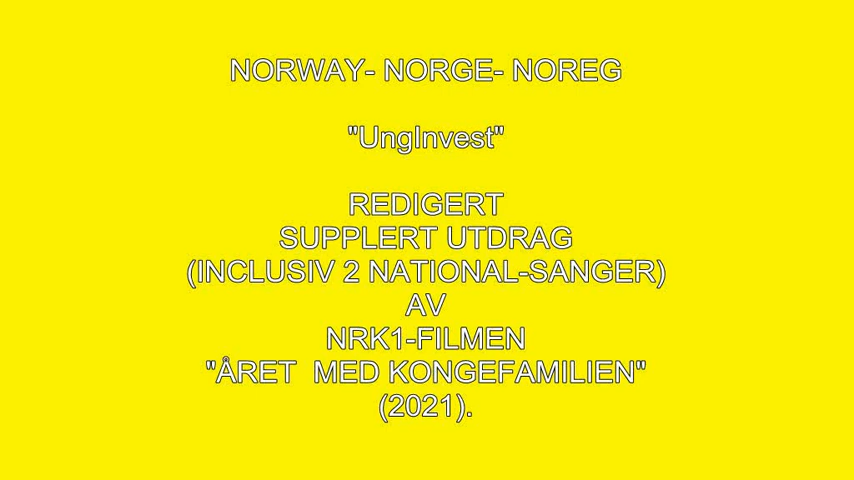 NORWAY- NORGE- NOREG
"UngInvest"
REDIGERT
SUPPLERT UTDRAG
(INCLUSIV 2 NATIONAL-SANGER)
AV
NRK1-FILMEN
"ÅRET  MED KONGEFAMILIEN"
(2021).